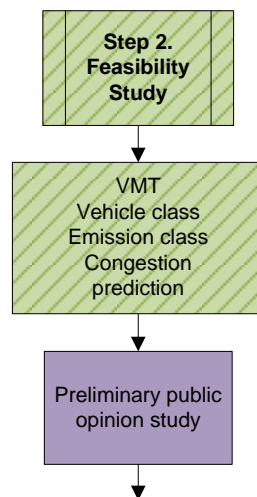 Step 2.
Feasibility
Study
VMT
Vehicle class
Emission class
Congestion
prediction
Preliminary public
opinion study